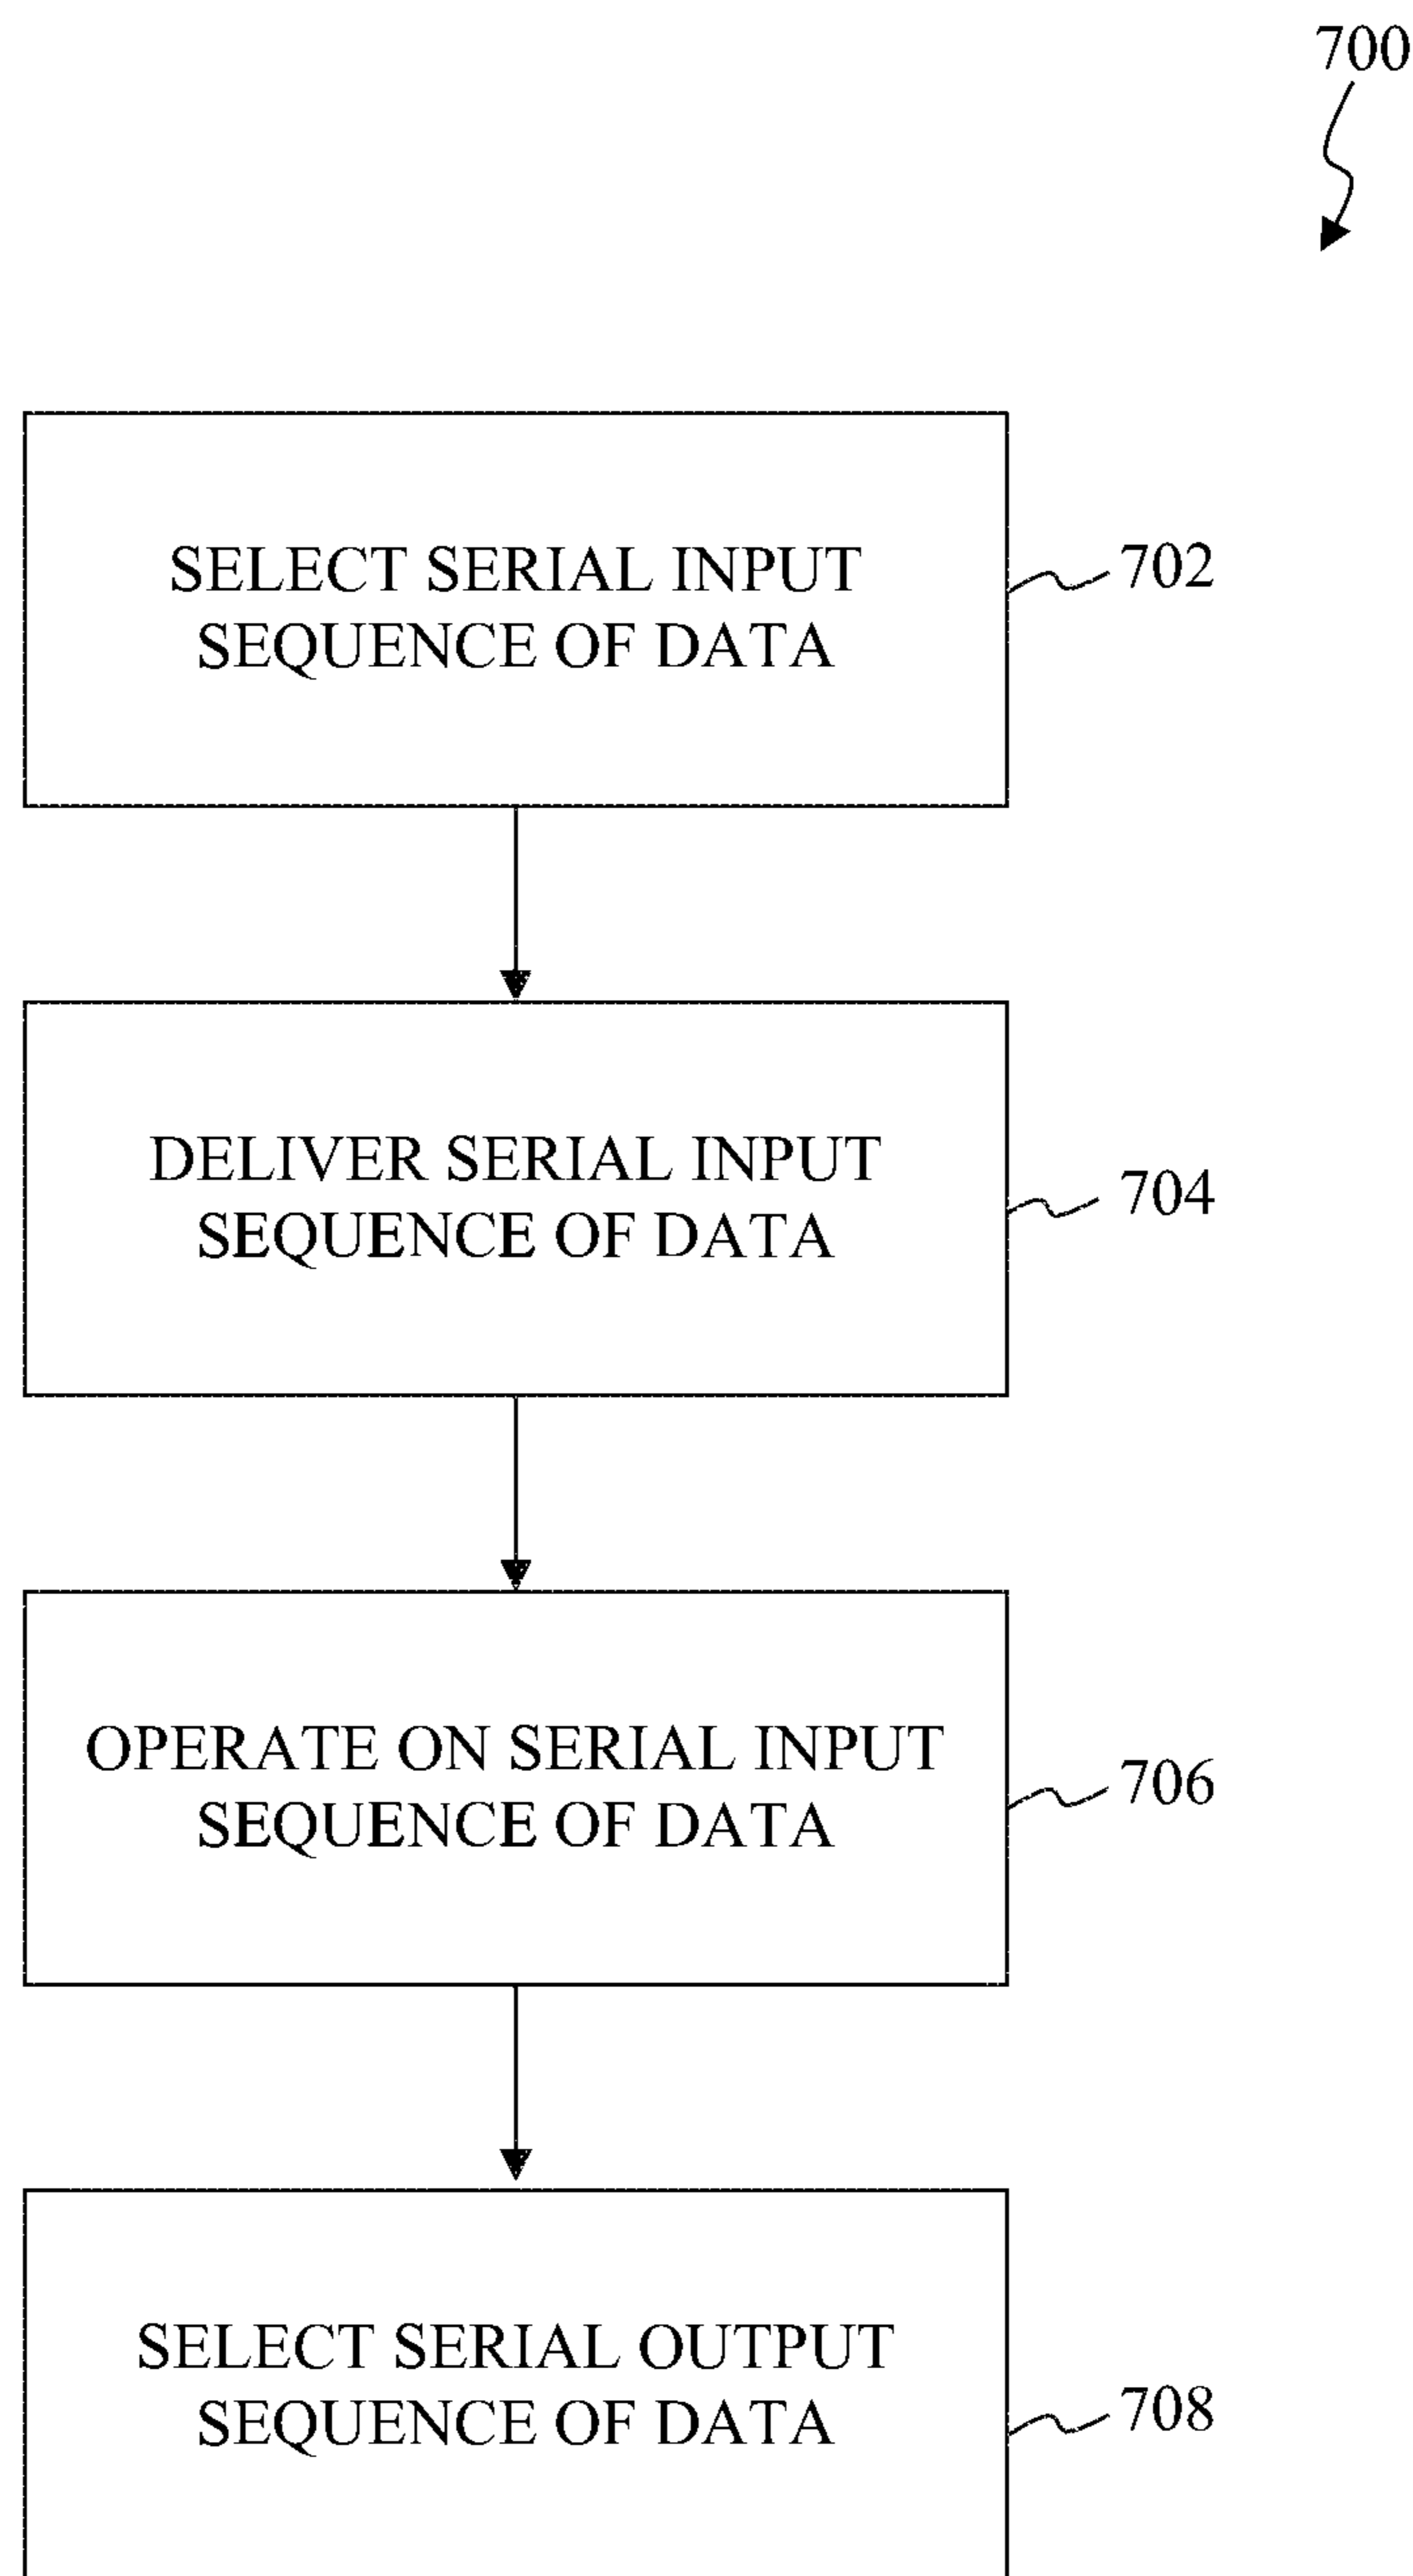 700
SELECT SERIAL INPUT
SEQUENCE OF DATA
702
DELIVER SERIAL INPUT
SEQUENCE OF DATA
704
OPERATE ON SERIAL INPUT
SEQUENCE OF DATA
706
SELECT SERIAL OUTPUT
SEQUENCE OF DATA
708